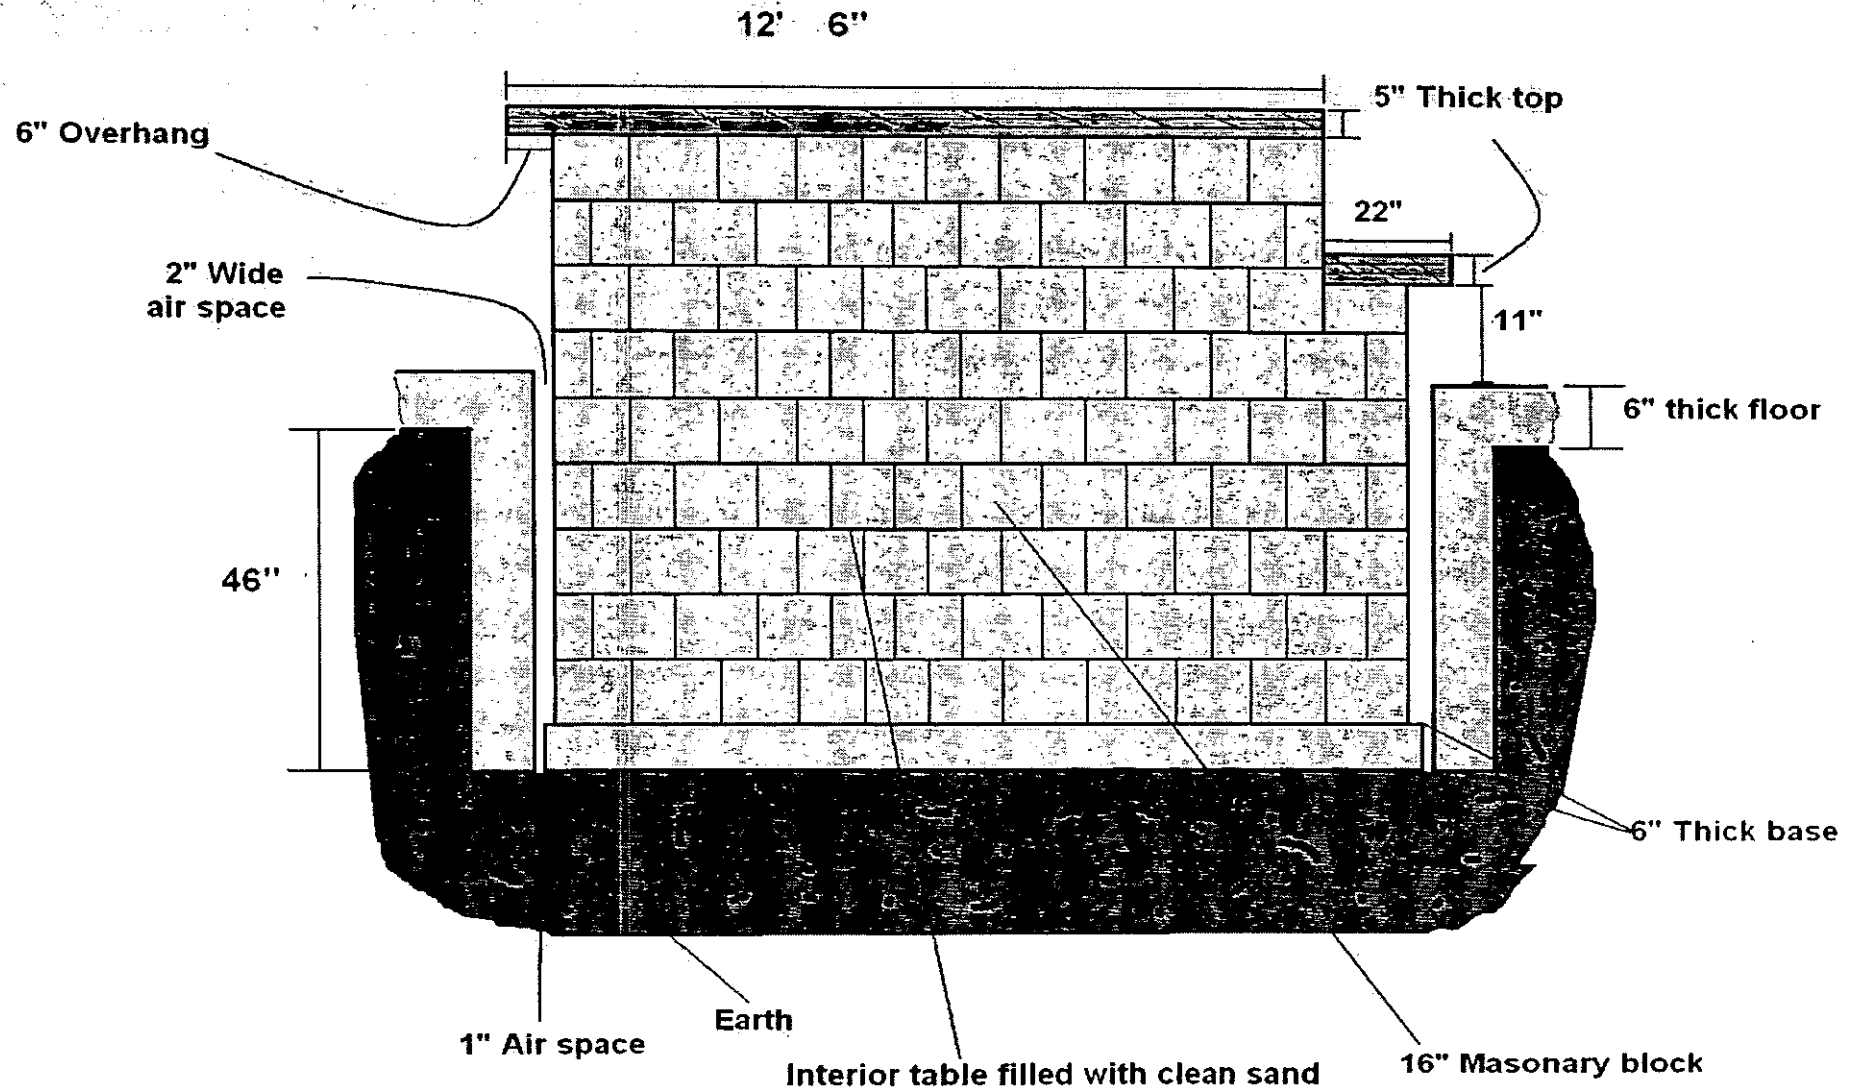 12' 6"
5" Thick top
6" Overhang
22"
2" Wide
air space
11"
6" thick floor
46"
6" Thick base
Earth
1" Air space
Interior table filled with clean sand
16" Masonary block